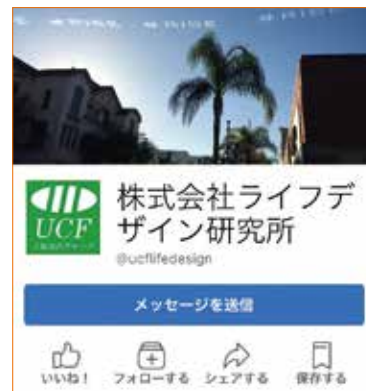 UCF
株式会社ライフデ
ザイン研究所
@ucflifedesign
メッセージを送信
いいね！ フォローする シェアする 保存する